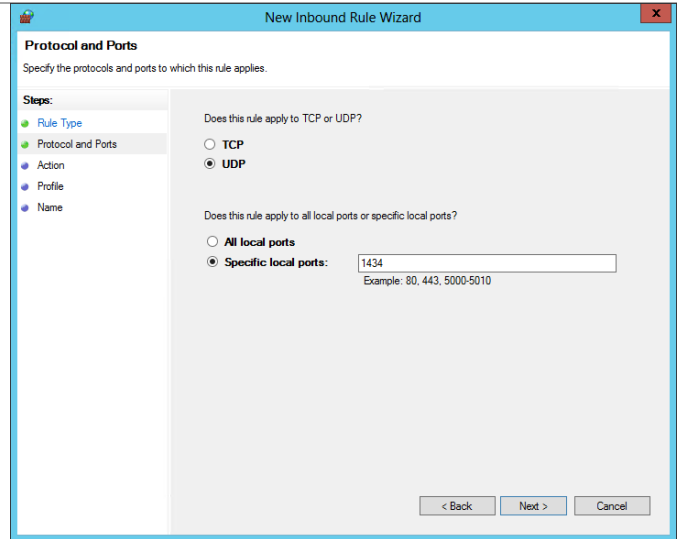 New Inbound Rule Wizard
x
Protocol and Ports
Specify the protocols and ports to which this rule applies.
Steps:
Rule Type
Protocol and Ports
Action
Profile
Name
Does this rule apply to TCP or UDP?
TCP
UDP
Does this rule apply to all local ports or specific local ports?
All local ports
Specific local ports: 1434
Example: 80, 443, 5000-5010
< Back Next > Cancel